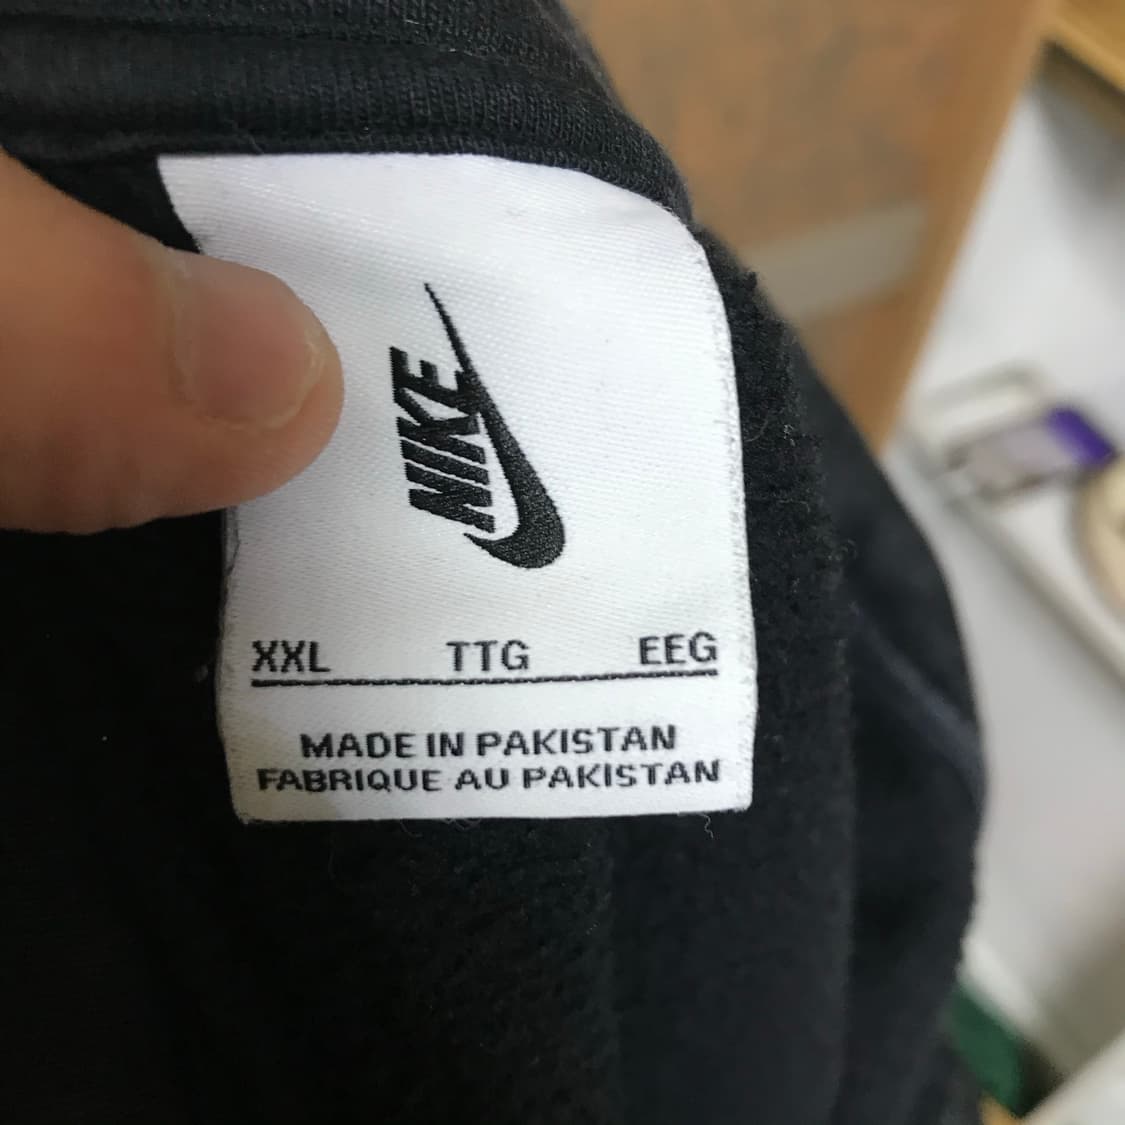 NIKE
XXL TTG EEG
MADE IN PAKISTAN
FABRIQUE AU PAKISTAN